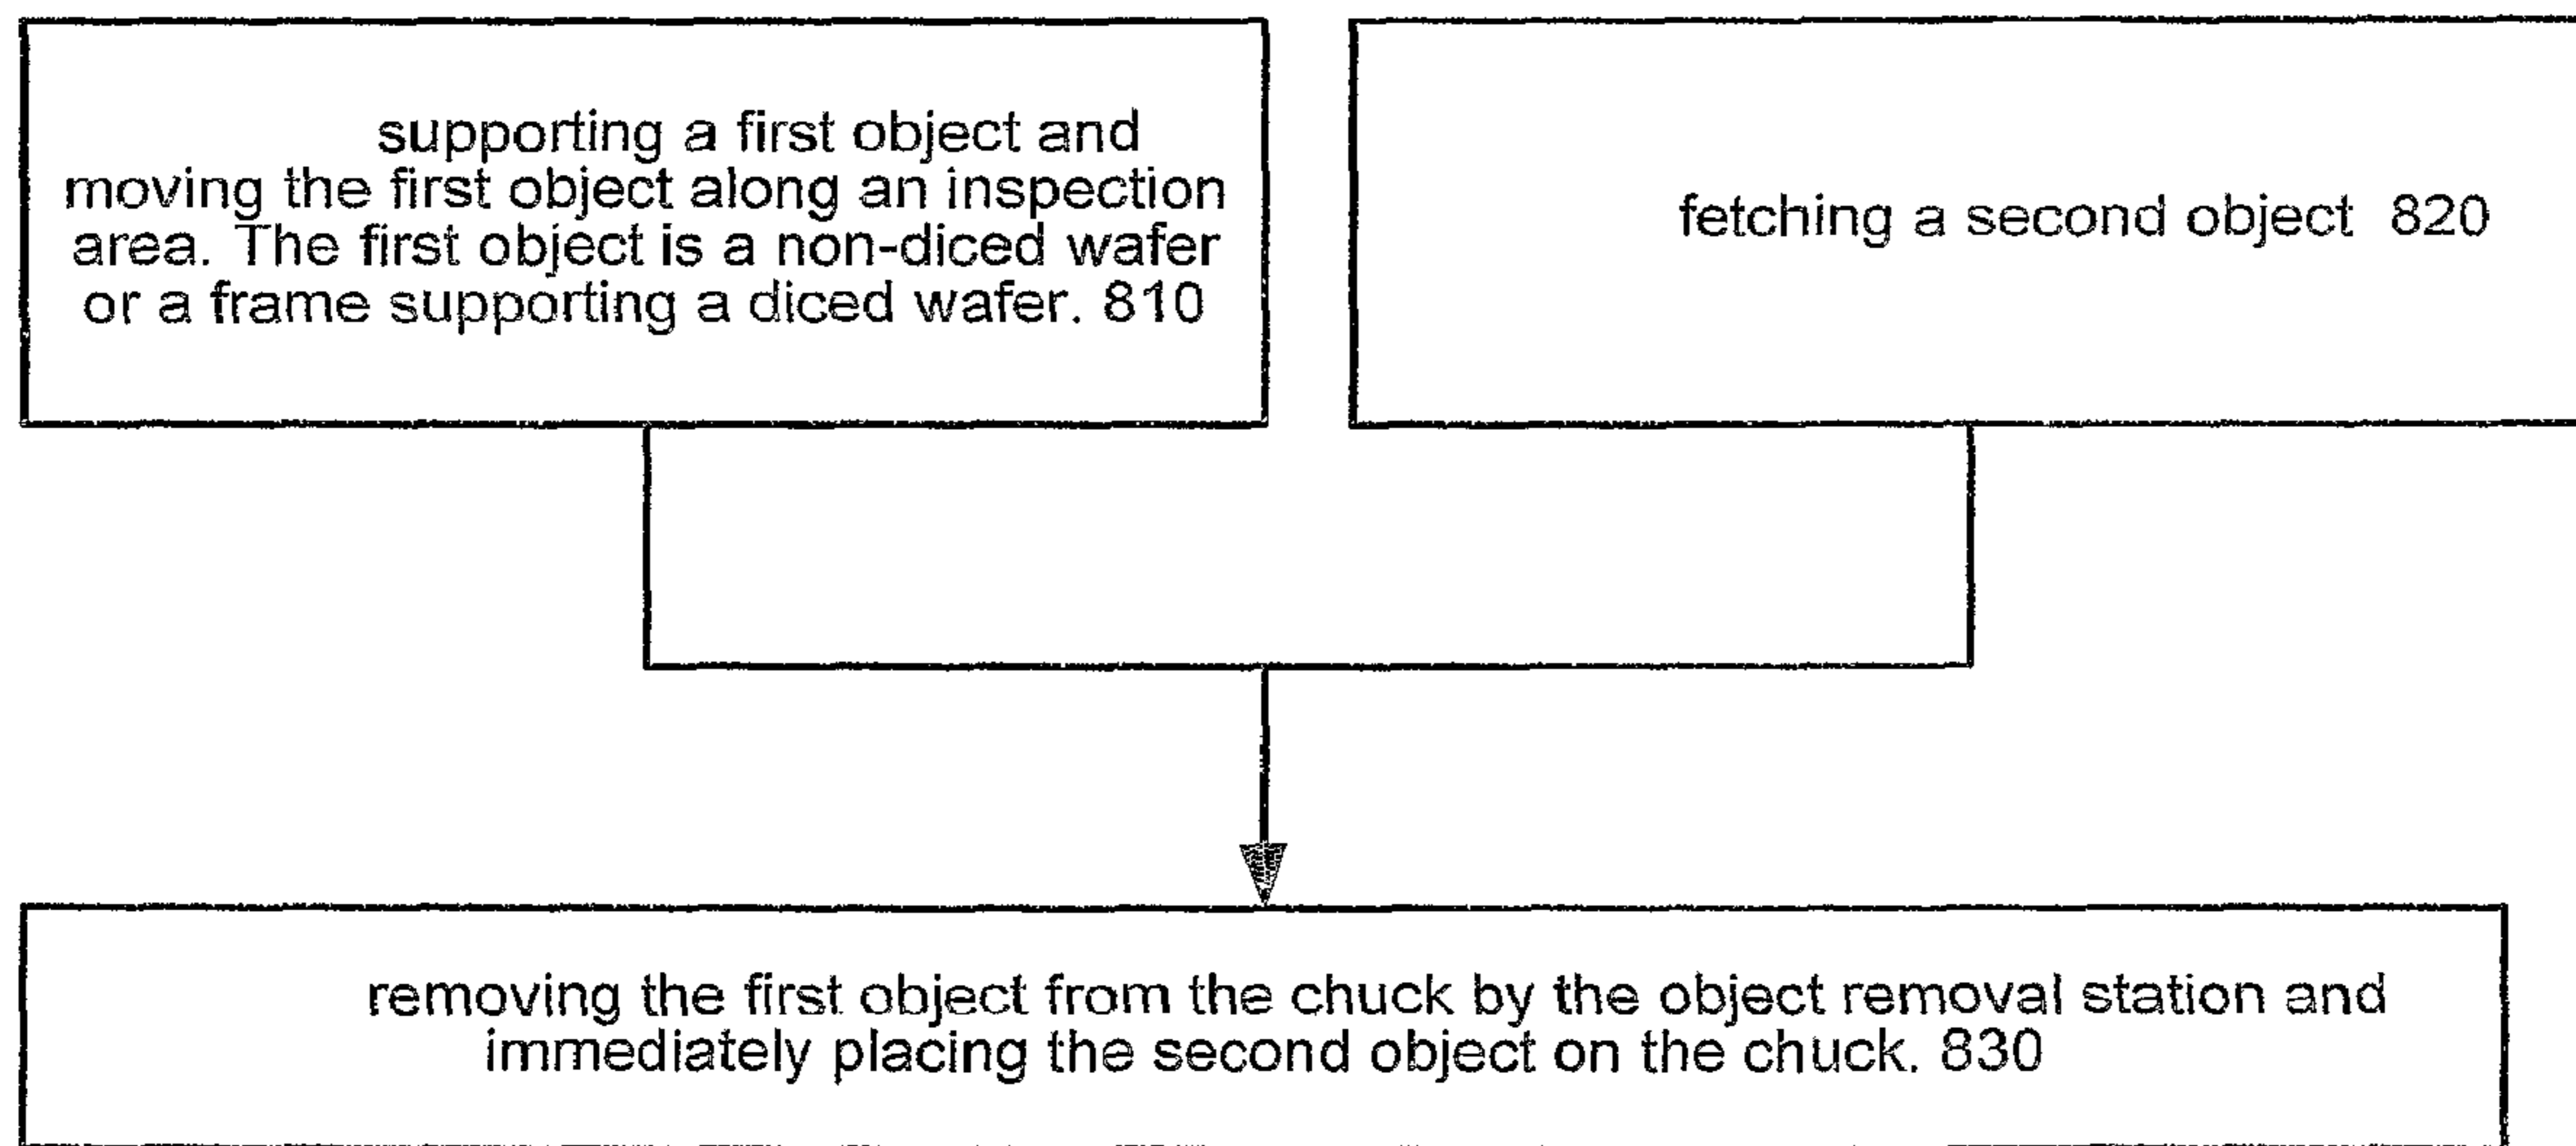 supporting a first object and
moving the first object along an inspection
area. The first object is a non-diced wafer
or a frame supporting a diced wafer. 810
fetching a second object 820
removing the first object from the chuck by the object removal station and
immediately placing the second object on the chuck. 830